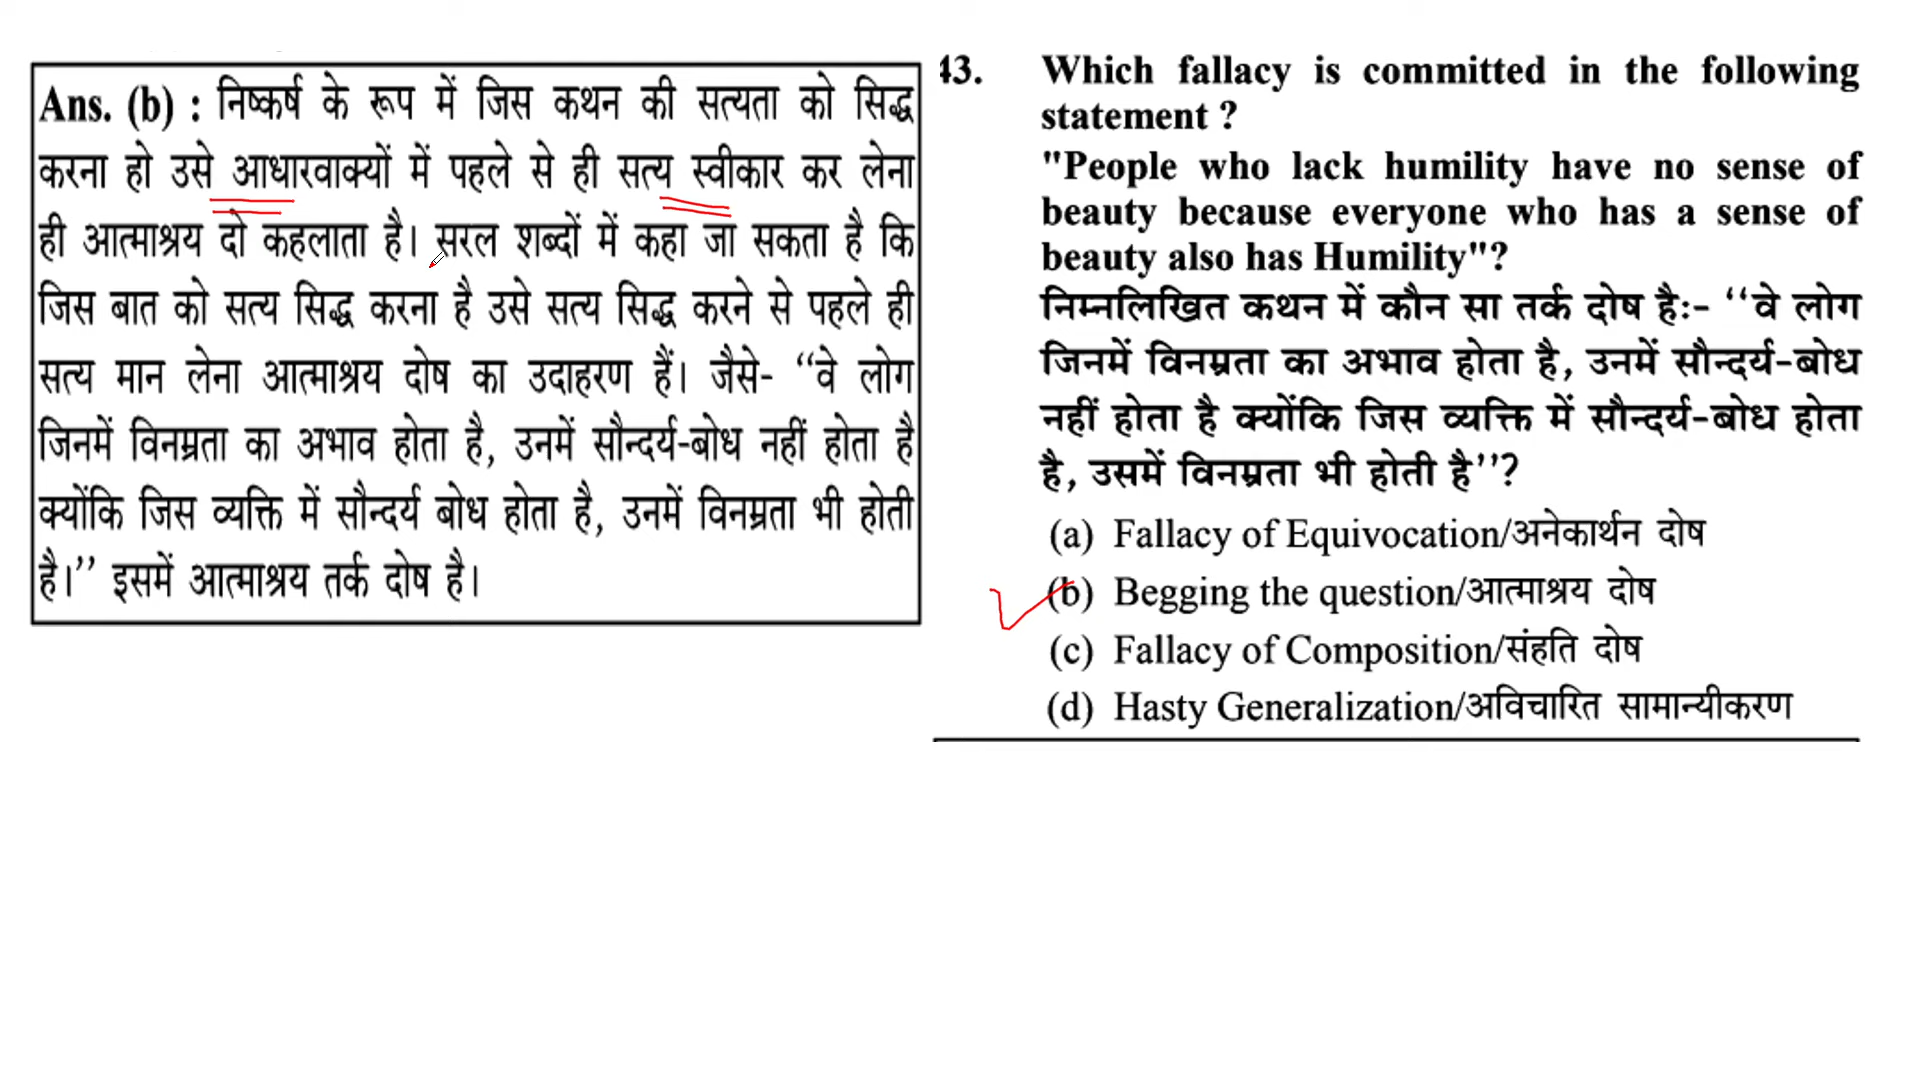 Ans. (b) : निष्कर्ष के रूप में जिस कथन की सत्यता को सिद्ध
करना हो उसे आधारवाक्यों में पहले से ही सत्य स्वीकार कर लेना
ही आत्माश्रय दो कहलाता है। सरल शब्दों में कहा जा सकता है कि
जिस बात को सत्य सिद्ध करना है उसे सत्य सिद्ध करने से पहले ही
सत्य मान लेना आत्माश्रय दोष का उदाहरण हैं। जैसे- ‘‘वे लोग
जिनमें विनम्रता का अभाव होता है, उनमें सौन्दर्य-बोध नहीं होता है
क्योंकि जिस व्यक्ति में सौन्दर्य बोध होता है, उनमें विनम्रता भी होती
है।’’ इसमें आत्माश्रय तर्क दोष है।
43. Which fallacy is committed in the following
statement ?
"People who lack humility have no sense of
beauty because everyone who has a sense of
beauty also has Humility"?
निम्नलिखित कथन में कौन सा तर्क दोष है:- ‘‘वे लोग
जिनमें विनम्रता का अभाव होता है, उनमें सौन्दर्य-बोध
नहीं होता है क्योंकि जिस व्यक्ति में सौन्दर्य-बोध होता
है, उसमें विनम्रता भी होती है’’?
(a) Fallacy of Equivocation/अनेकार्थन दोष
(b) Begging the question/आत्माश्रय दोष
(c) Fallacy of Composition/संहति दोष
(d) Hasty Generalization/अविचारित सामान्यीकरण